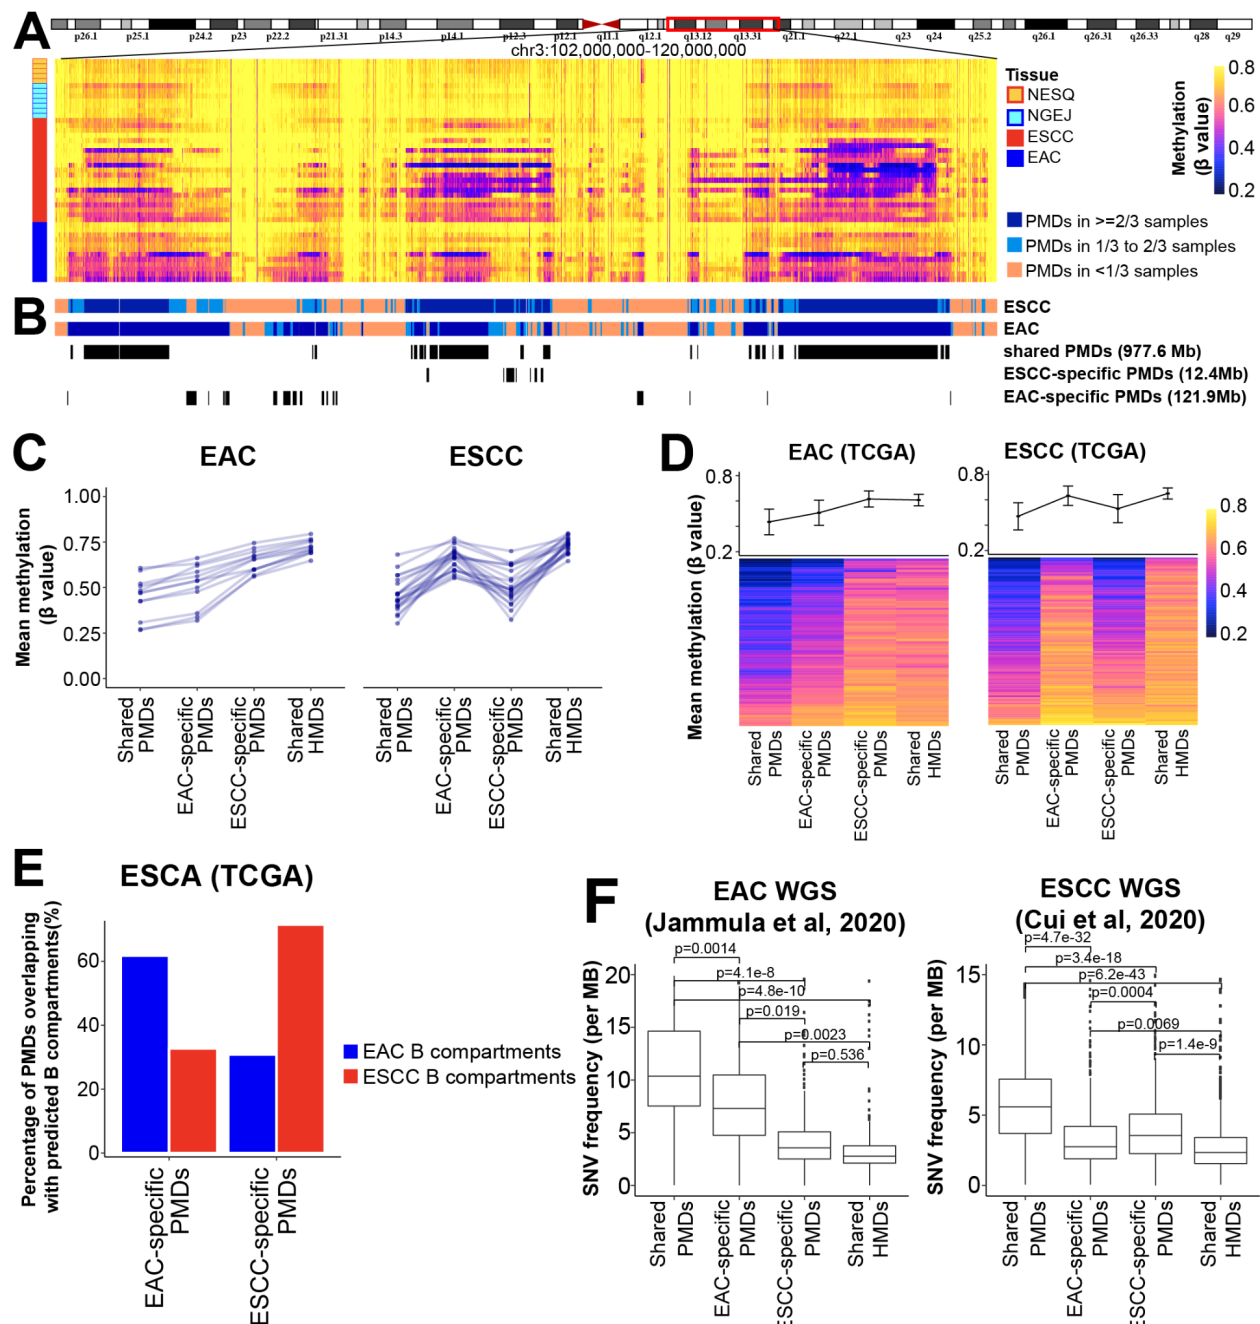 A
p26.1 p25.1 p24.2 p23 p22.2 p21.31 p14.3 p14.1 p12.3 q11.1 q12.1 q13.12 q13.31 q21.1 q22.1 q23 q24 q25.2 q26.1 q26.31 q26.33 q28 q29
chr3:102,000,000-120,000,000
Tissue
NESQ
NGEJ
ESCC
EAC
Methylation
(β value)
0.8
0.6
0.4
0.2
PMDs in >=2/3 samples
PMDs in 1/3 to 2/3 samples
PMDs in <1/3 samples
B
ESCC
EAC
shared PMDs (977.6 Mb)
ESCC-specific PMDs (12.4Mb)
EAC-specific PMDs (121.9Mb)
C
EAC
ESCC
Mean methylation
(β value)
1.00
0.75
0.50
0.25
0.00
Shared
PMDs
EAC-specific
PMDs
ESCC-specific
PMDs
Shared
HMDs
Shared
PMDs
EAC-specific
PMDs
ESCC-specific
PMDs
Shared
HMDs
D
EAC (TCGA)
ESCC (TCGA)
Mean methylation (β value)
0.8
0.2
0.8
0.2
0.8
0.6
0.4
0.2
Shared
PMDs
EAC-specific
PMDs
ESCC-specific
PMDs
Shared
HMDs
Shared
PMDs
EAC-specific
PMDs
ESCC-specific
PMDs
Shared
HMDs
E
ESCA (TCGA)
Percentage of PMDs overlaping
with predicted B compartments(%)
60
40
20
0
EAC-specific
PMDs
ESCC-specific
PMDs
EAC B compartments
ESCC B compartments
F
EAC WGS
(Jammula et al, 2020)
SNV frequency (per MB)
20
15
10
5
0
p=0.0014
p=4.1e-8
p=4.8e-10
p=0.019
p=0.0023
p=0.536
Shared
PMDs
EAC-specific
PMDs
ESCC-specific
PMDs
Shared
HMDs
ESCC WGS
(Cui et al, 2020)
SNV frequency (per MB)
15
10
5
0
p=4.7e-32
p=3.4e-18
p=6.2e-43
p=0.0004
p=0.0069
p=1.4e-9
Shared
PMDs
EAC-specific
PMDs
ESCC-specific
PMDs
Shared
HMDs